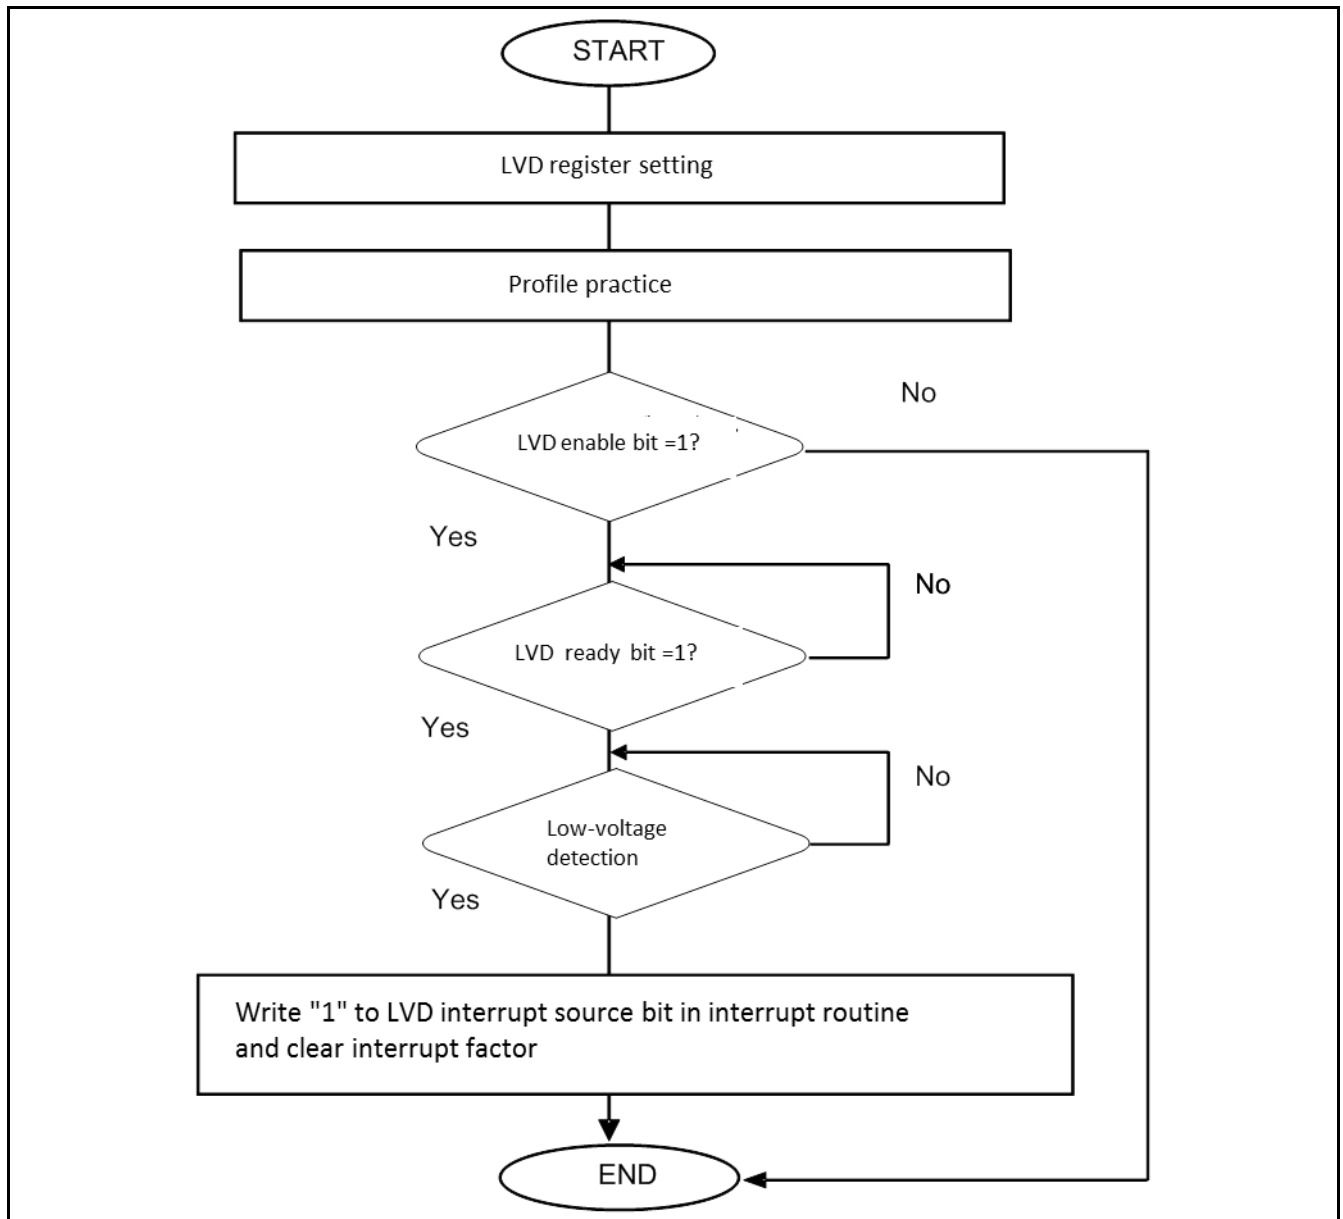 START
LVD register setting
Profile practice
No
LVD enable bit =1?
Yes
No
LVD ready bit =1?
Yes
No
Low-voltage
detection
Yes
Write "1" to LVD interrupt source bit in interrupt routine
and clear interrupt factor
END